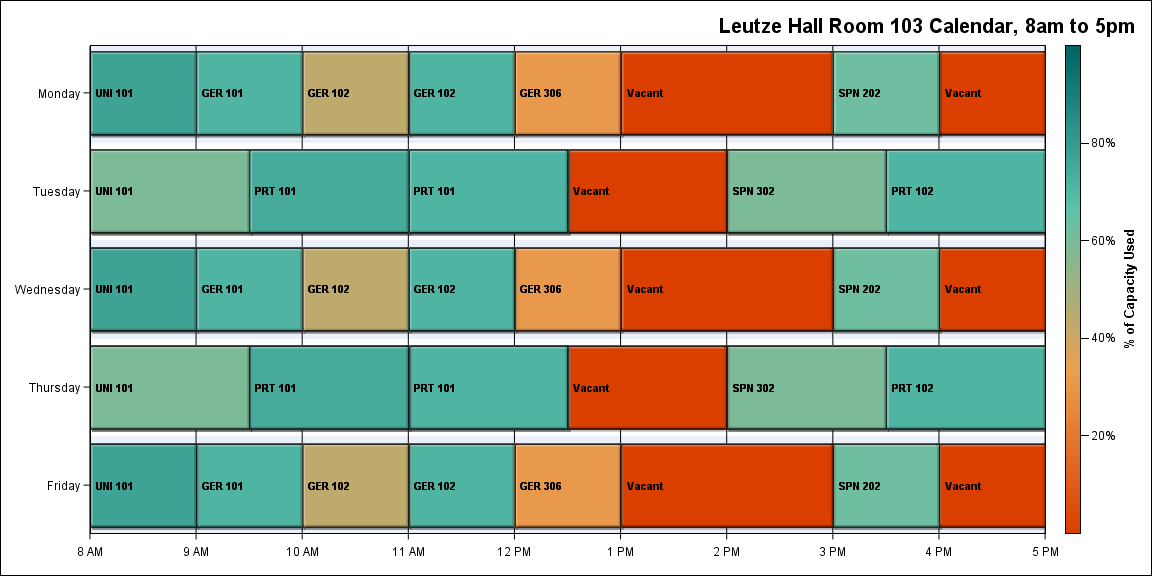 Leutze Hall Room 103 Calendar, 8am to 5pm
Monday
UNI 101
GER 101
GER 102
GER 102
GER 306
Vacant
SPN 202
Vacant
Tuesday
UNI 101
PRT 101
PRT 101
Vacant
SPN 302
PRT 102
Wednesday
UNI 101
GER 101
GER 102
GER 102
GER 306
Vacant
SPN 202
Vacant
Thursday
UNI 101
PRT 101
PRT 101
Vacant
SPN 302
PRT 102
Friday
UNI 101
GER 101
GER 102
GER 102
GER 306
Vacant
SPN 202
Vacant
8 AM
9 AM
10 AM
11 AM
12 PM
1 PM
2 PM
3 PM
4 PM
5 PM
80%
60%
40%
20%
% of Capacity Used